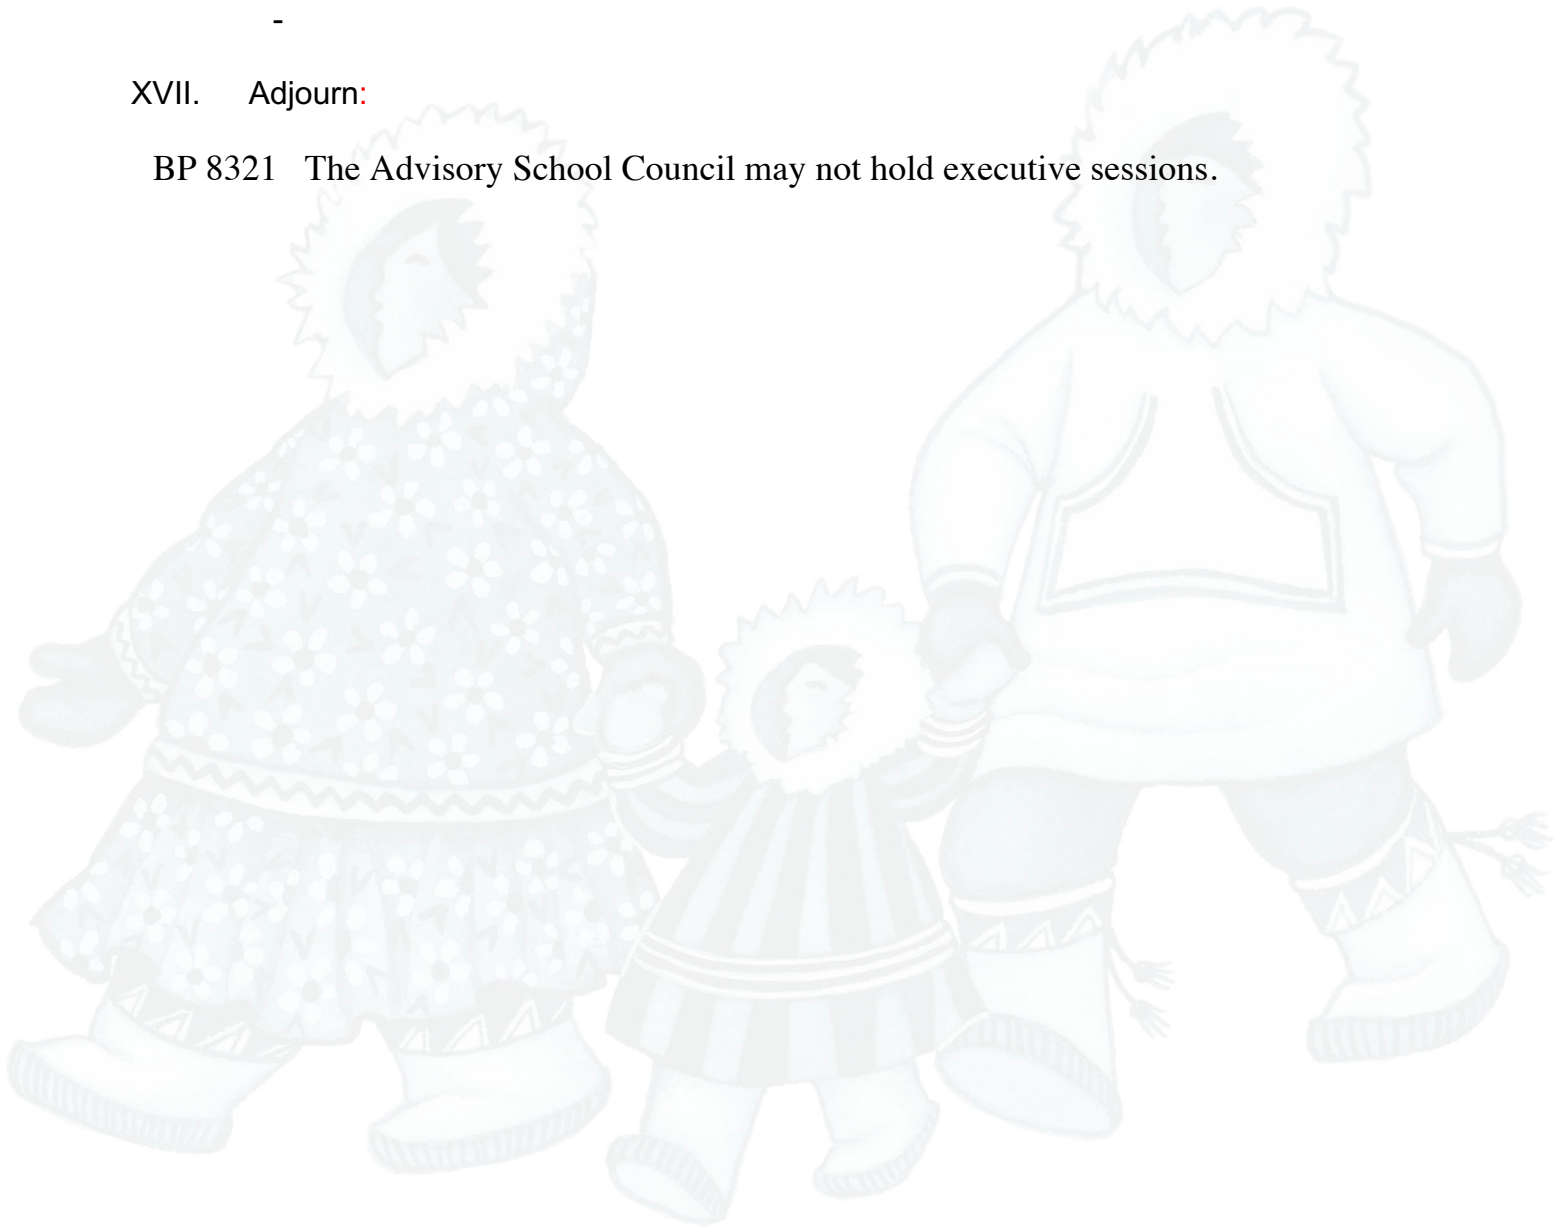 -
XVII. Adjourn:
BP 8321 The Advisory School Council may not hold executive sessions.